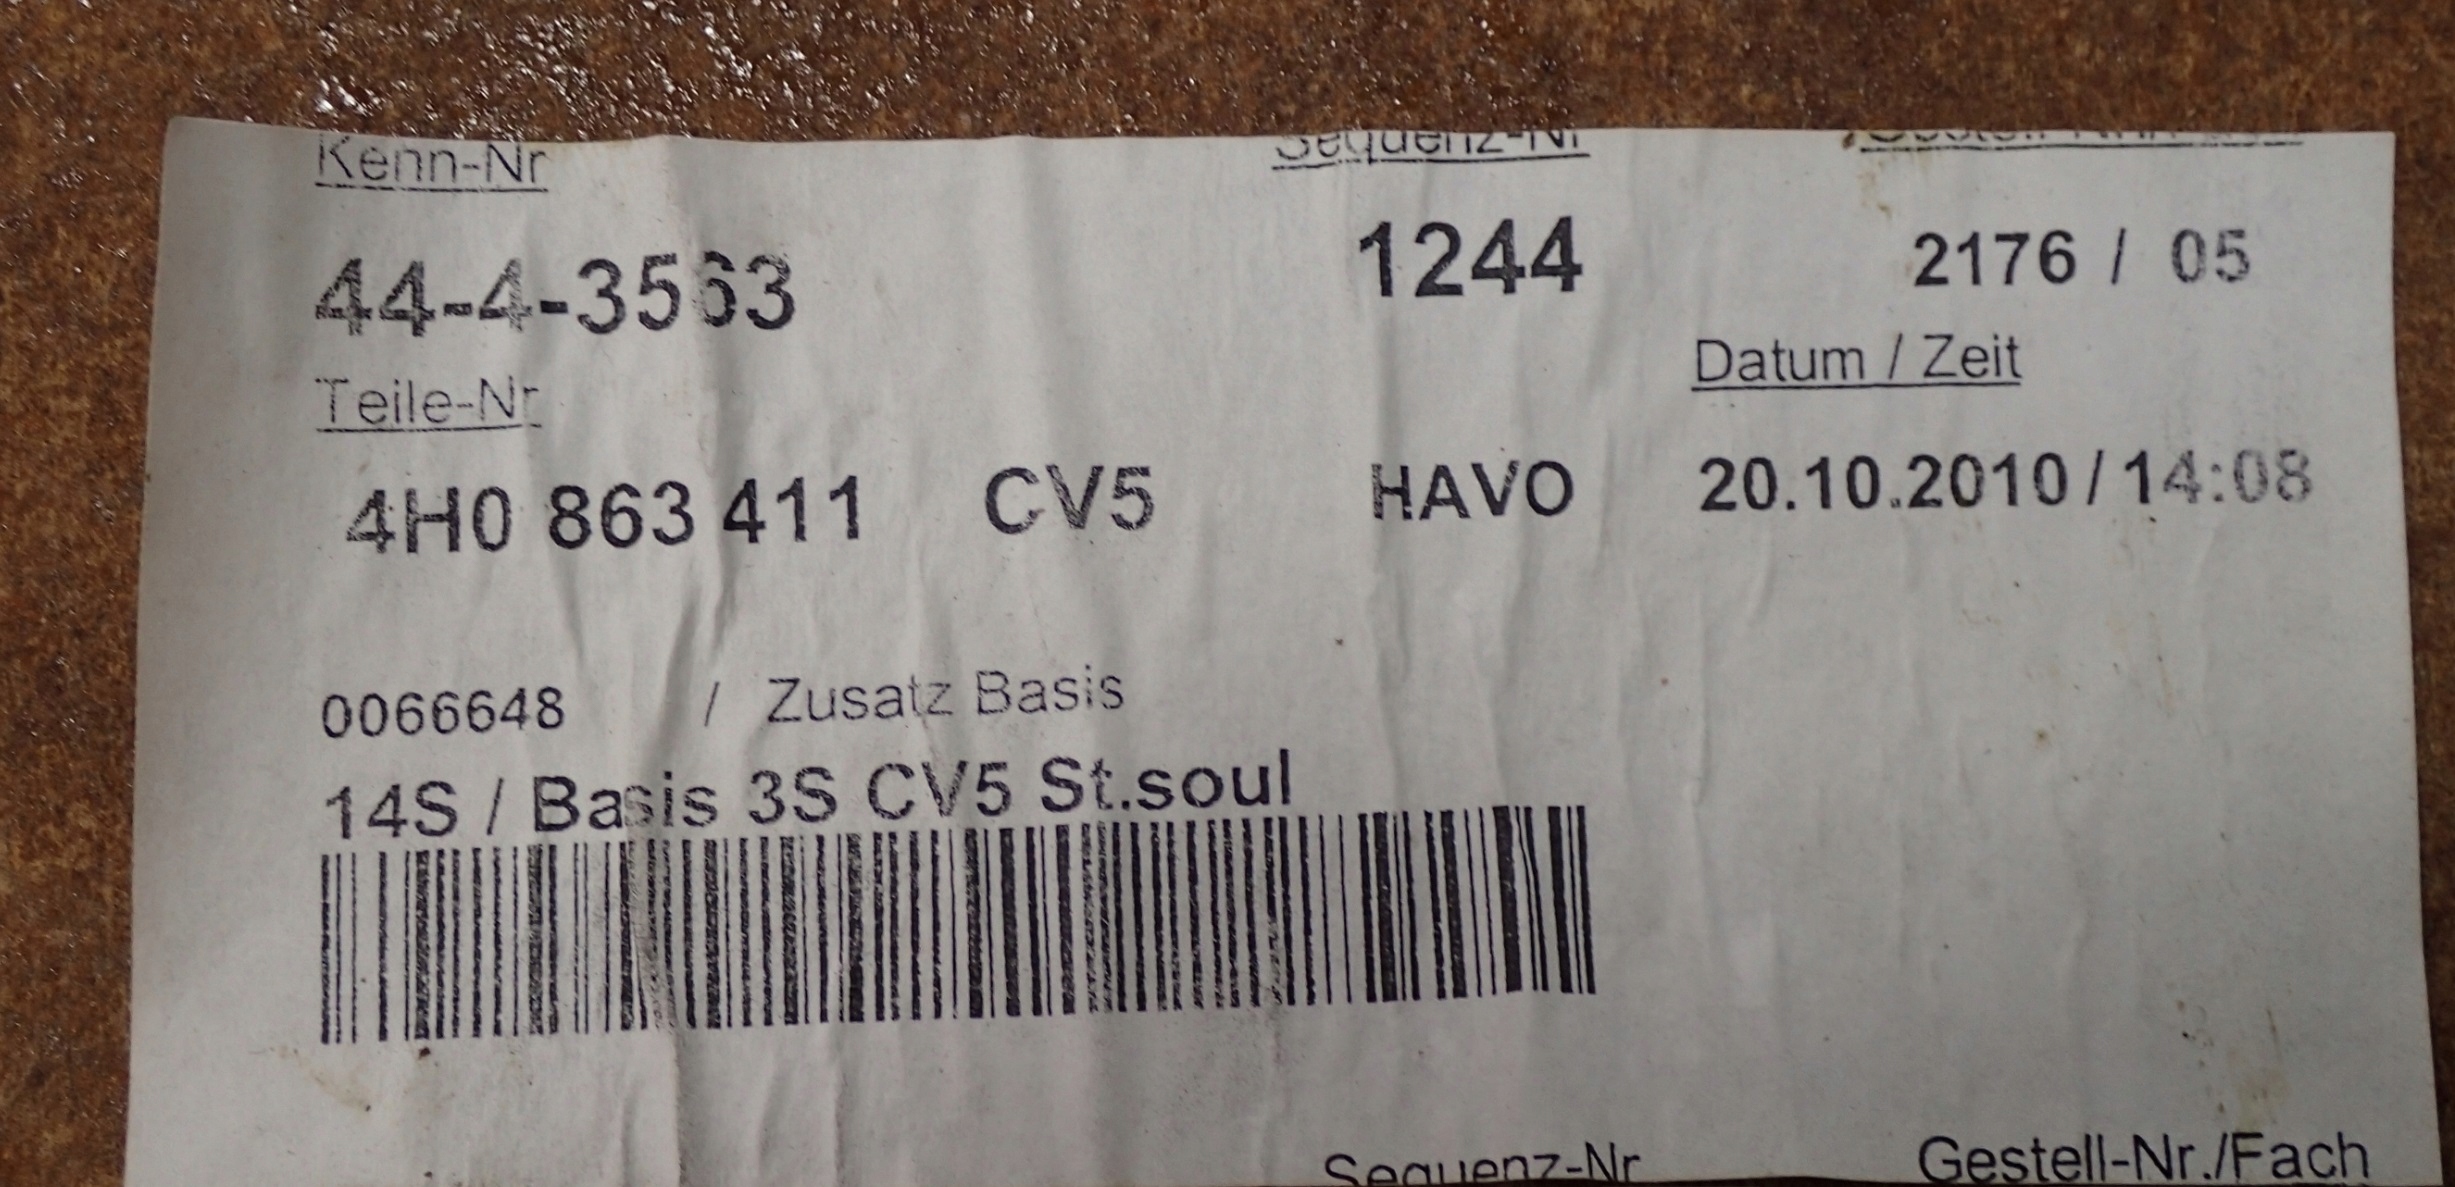 Kenn-Nr Sequenz-Nr
44-4-3563 1244 2176 / 05
Teile-Nr Datum / Zeit
4H0 863 411 CV5 HAVO 20.10.2010 / 14:08
0066648 / Zusatz Basis
14S / Basis 3S CV5 St.soul
Sequenz-Nr Gestell-Nr./Fach